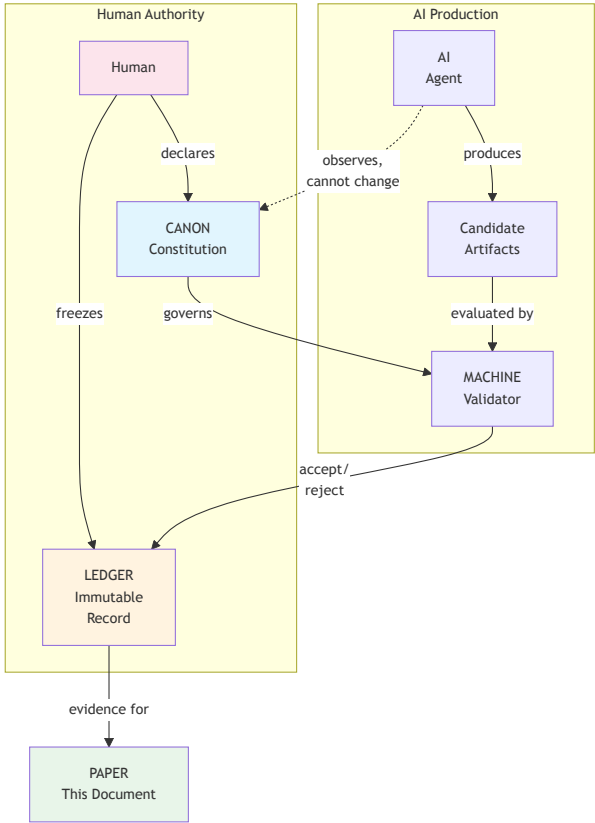 Human Authority
AI Production
Human
AI
Agent
declares
produces
observes,
cannot change
CANON
Constitution
Candidate
Artifacts
freezes
governs
evaluated by
MACHINE
Validator
accept/
reject
LEDGER
Immutable
Record
evidence for
PAPER
This Document